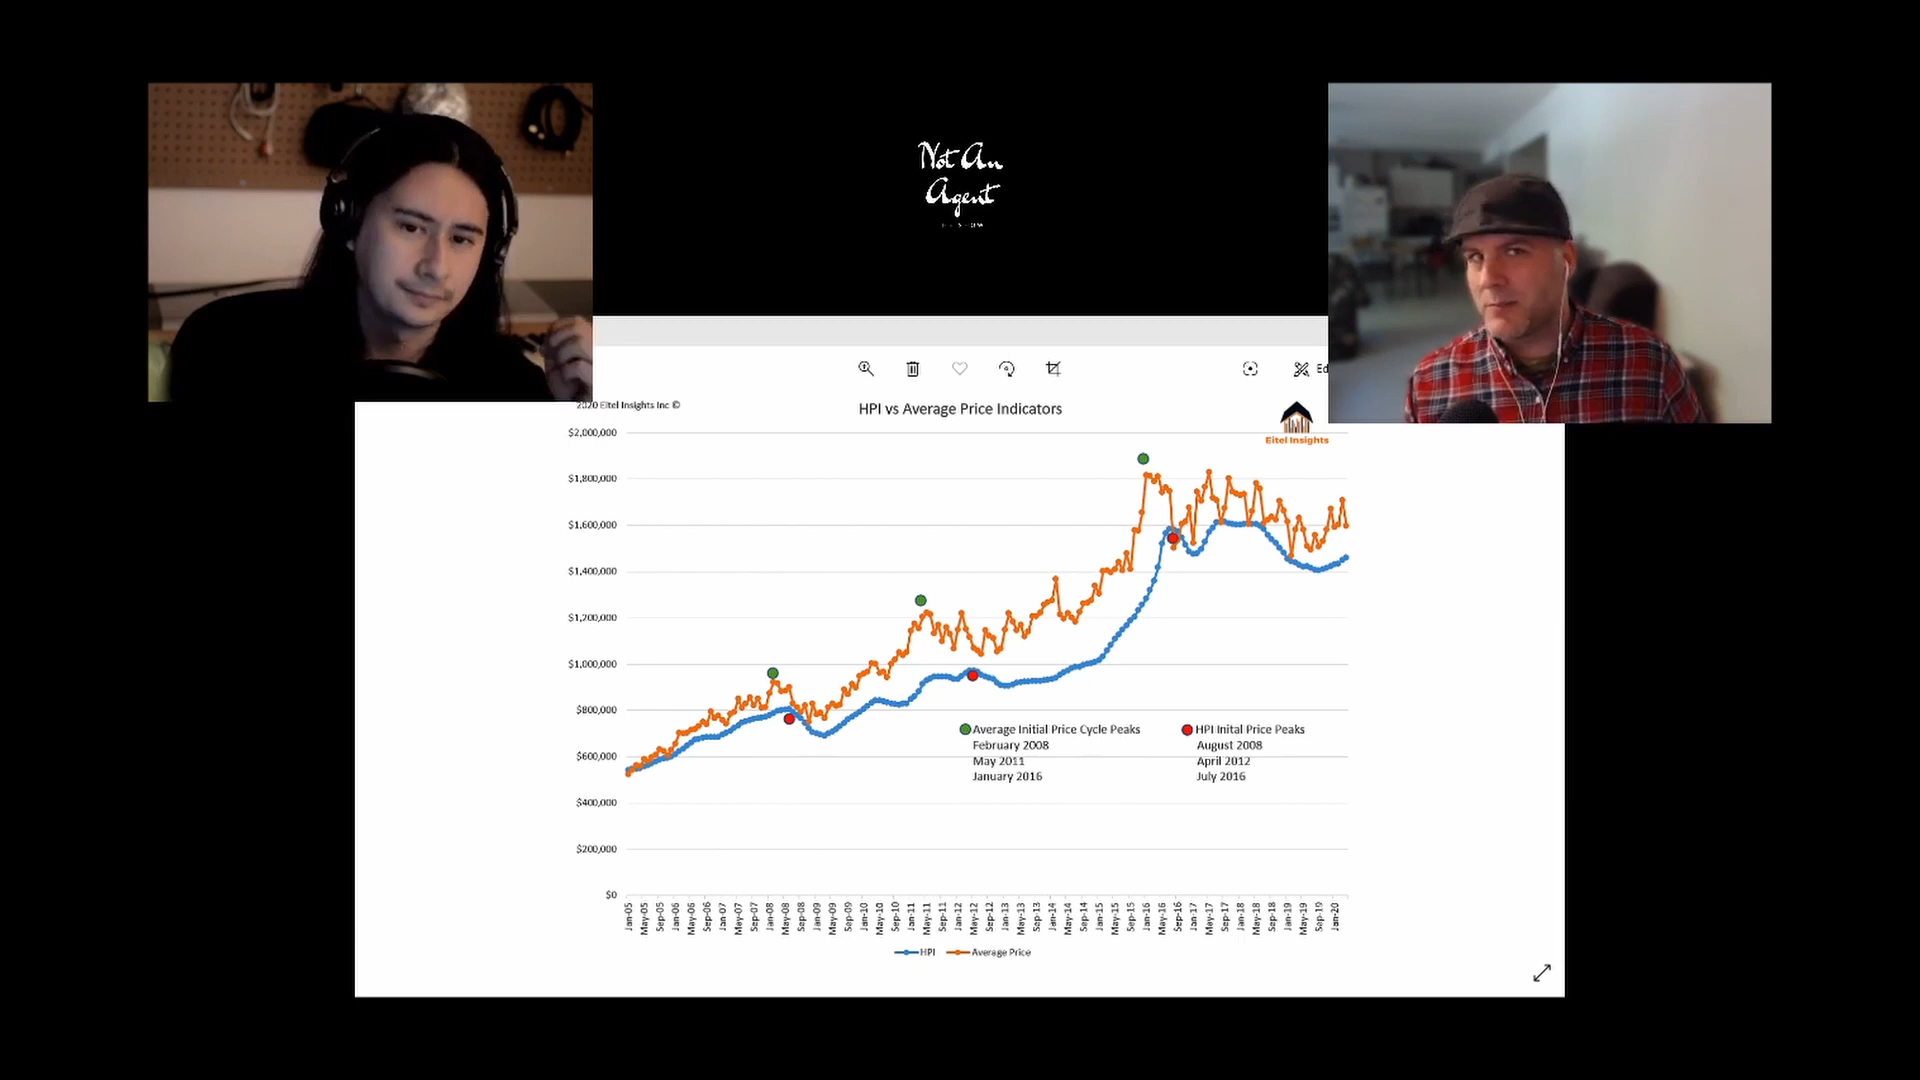 Not An
Agent
Ed
2020 Eitel Insights Inc ©
HPI vs Average Price Indicators
Eitel Insights
$2,000,000
$1,800,000
$1,600,000
$1,400,000
$1,200,000
$1,000,000
$800,000
$600,000
$400,000
$200,000
$0
Average Initial Price Cycle Peaks
February 2008
May 2011
January 2016
HPI Inital Price Peaks
August 2008
April 2012
July 2016
Jan-05
May-05
Sep-05
Jan-06
May-06
Sep-06
Jan-07
May-07
Sep-07
Jan-08
May-08
Sep-08
Jan-09
May-09
Sep-09
Jan-10
May-10
Sep-10
Jan-11
May-11
Sep-11
Jan-12
May-12
Sep-12
Jan-13
May-13
Sep-13
Jan-14
May-14
Sep-14
Jan-15
May-15
Sep-15
Jan-16
May-16
Sep-16
Jan-17
May-17
Sep-17
Jan-18
May-18
Sep-18
Jan-19
May-19
Sep-19
Jan-20
HPI
Average Price